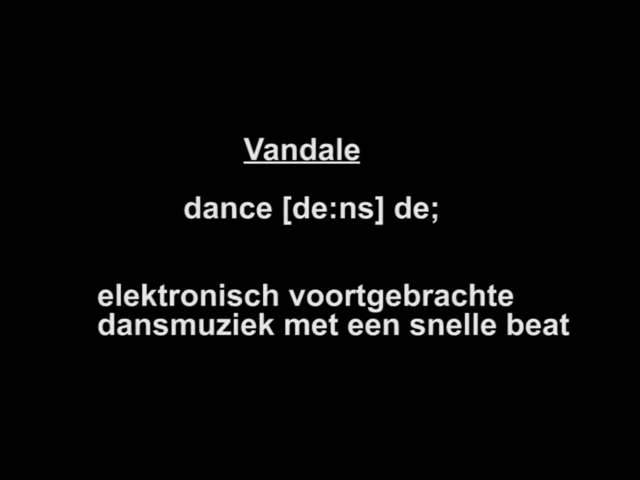 Vandale
dance [de:ns] de;
elektronisch voortgebrachte
dansmuziek met een snelle beat